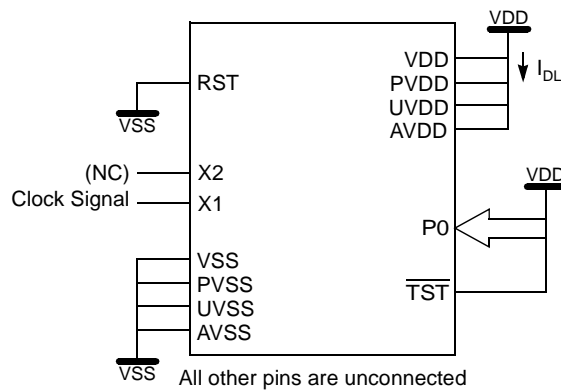 VDD
VDD
I_DL
PVDD
RST
UVDD
VSS
AVDD
(NC)
X2
VDD
Clock Signal
X1
P0
VSS
PVSS
TST
UVSS
AVSS
VSS
All other pins are unconnected